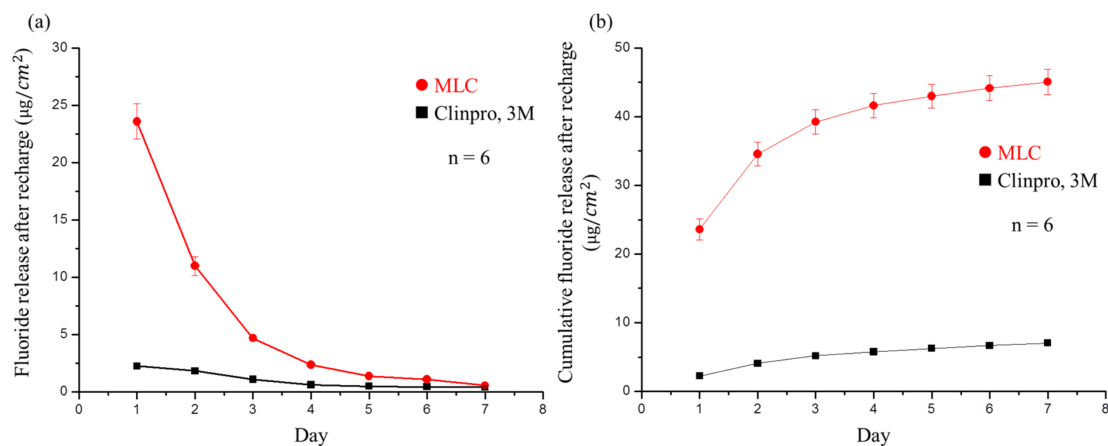 (a)
Fluoride release after recharge (μg/cm²)
30
25
20
15
10
5
0
0 1 2 3 4 5 6 7 8
Day
MLC
Clinpro, 3M
n = 6
(b)
Cumulative fluoride release after recharge
(μg/cm²)
50
40
30
20
10
0
0 1 2 3 4 5 6 7 8
Day
MLC
Clinpro, 3M
n = 6